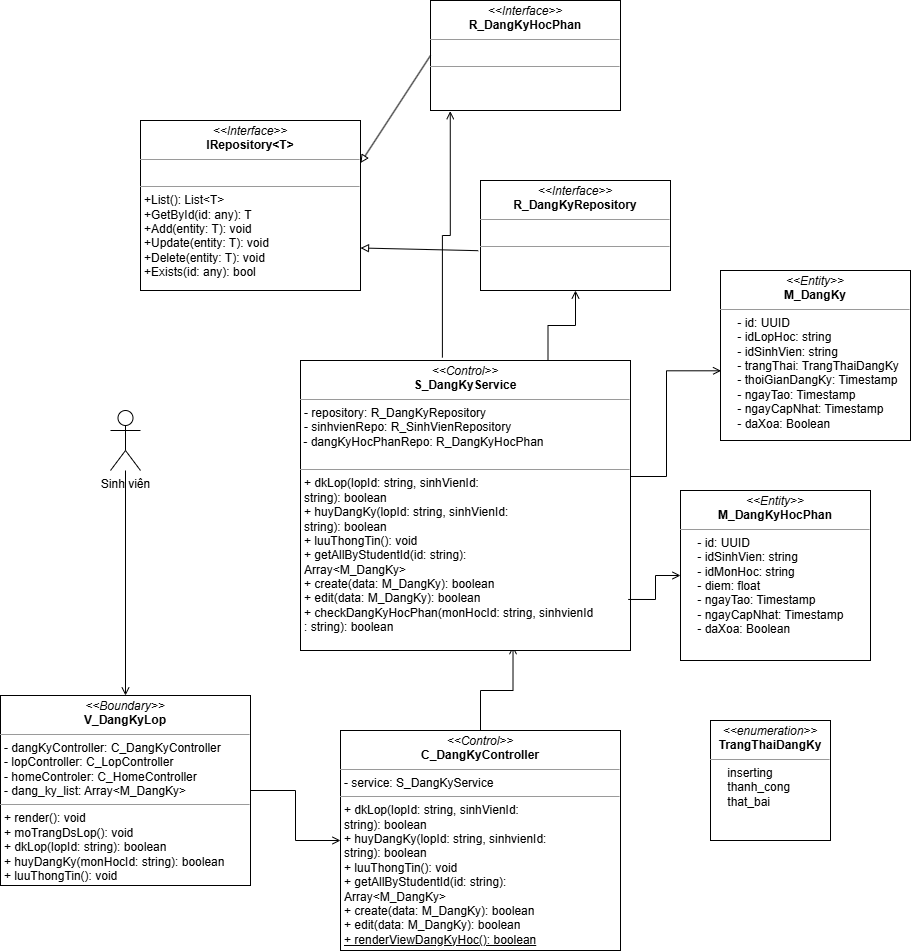 <<Interface>>
R_DangKyHocPhan
<<Interface>>
IRepository<T>
+List(): List<T>
+GetById(id: any): T
+Add(entity: T): void
+Update(entity: T): void
+Delete(entity: T): void
+Exists(id: any): bool
<<Interface>>
R_DangKyRepository
<<Entity>>
M_DangKy
- id: UUID
- idLopHoc: string
- idSinhVien: string
- trangThai: TrangThaiDangKy
- thoiGianDangKy: Timestamp
- ngayTao: Timestamp
- ngayCapNhat: Timestamp
- daXoa: Boolean
<<Control>>
S_DangKyService
- repository: R_DangKyRepository
- sinhvienRepo: R_SinhVienRepository
- dangKyHocPhanRepo: R_DangKyHocPhan
+ dkLop(lopId: string, sinhVienId:
string): boolean
+ huyDangKy(lopId: string, sinhVienId:
string): boolean
+ luuThongTin(): void
+ getAllByStudentId(id: string):
Array<M_DangKy>
+ create(data: M_DangKy): boolean
+ edit(data: M_DangKy): boolean
+ checkDangKyHocPhan(monHocId: string, sinhvienId
: string): boolean
Sinh viên
<<Entity>>
M_DangKyHocPhan
- id: UUID
- idSinhVien: string
- idMonHoc: string
- diem: float
- ngayTao: Timestamp
- ngayCapNhat: Timestamp
- daXoa: Boolean
<<Boundary>>
V_DangKyLop
- dangKyController: C_DangKyController
- lopController: C_LopController
- homeControler: C_HomeController
- dang_ky_list: Array<M_DangKy>
+ render(): void
+ moTrangDsLop(): void
+ dkLop(lopId: string): boolean
+ huyDangKy(monHocId: string): boolean
+ luuThongTin(): void
<<Control>>
C_DangKyController
- service: S_DangKyService
+ dkLop(lopId: string, sinhVienId:
string): boolean
+ huyDangKy(lopId: string, sinhvienId:
string): boolean
+ luuThongTin(): void
+ getAllByStudentId(id: string):
Array<M_DangKy>
+ create(data: M_DangKy): boolean
+ edit(data: M_DangKy): boolean
+ renderViewDangKyHoc(): boolean
<<enumeration>>
TrangThaiDangKy
inserting
thanh_cong
that_bai